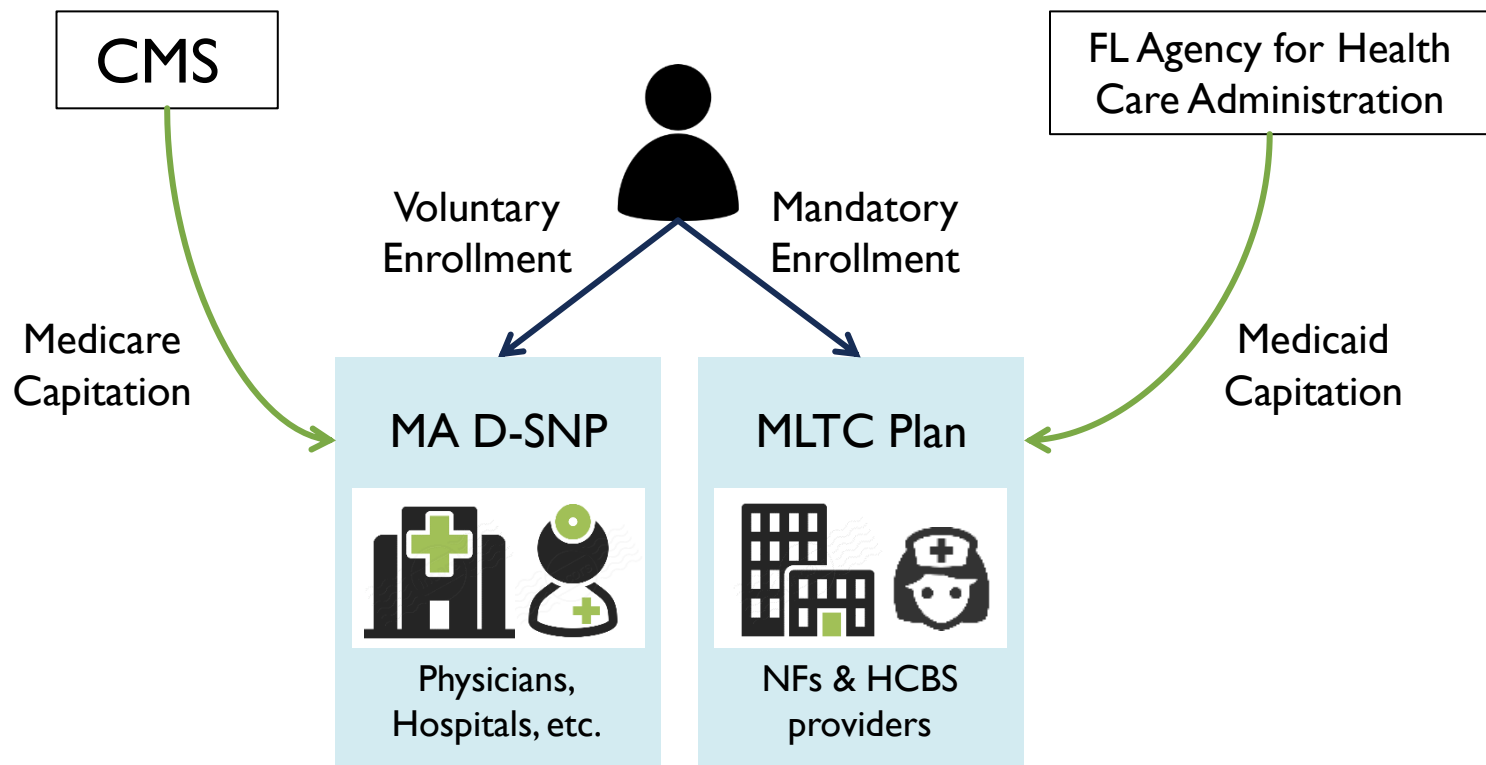 CMS
FL Agency for Health
Care Administration
Voluntary
Enrollment
Mandatory
Enrollment
Medicare
Capitation
Medicaid
Capitation
MA D-SNP
MLTC Plan
Physicians,
Hospitals, etc.
NFs & HCBS
providers